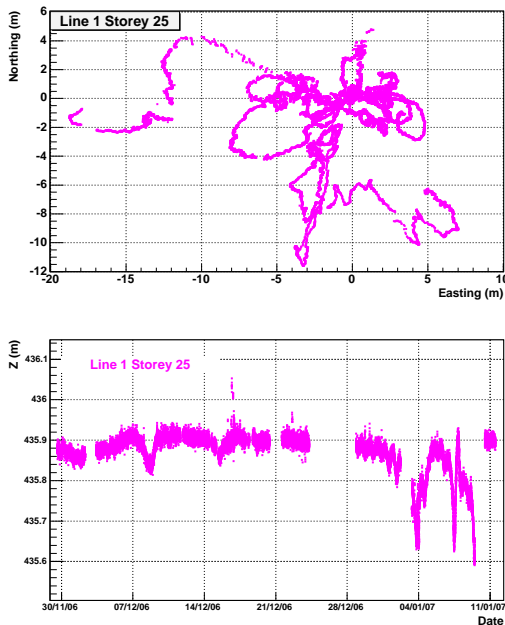 Line 1 Storey 25
Northing (m)
6
4
2
0
-2
-4
-6
-8
-10
-12
-20 -15 -10 -5 0 5 10
Easting (m)
Z (m)
Line 1 Storey 25
436.1
436
435.9
435.8
435.7
435.6
30/11/06 07/12/06 14/12/06 21/12/06 28/12/06 04/01/07 11/01/07
Date